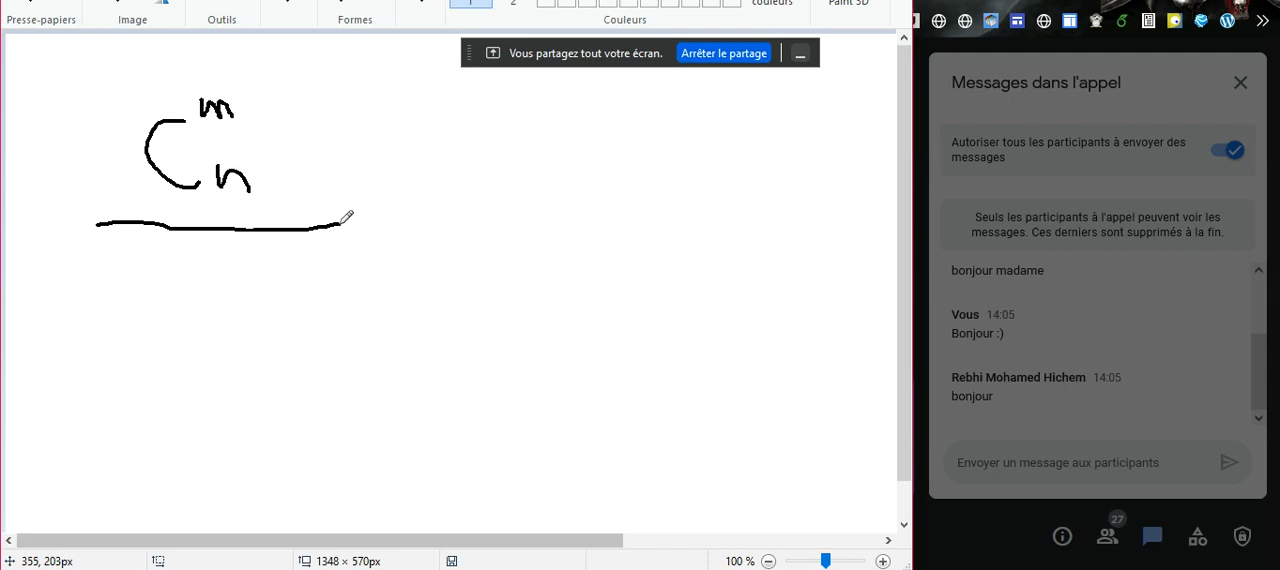 1
2
couleurs
Paint 3D
Presse-papiers
Image
Outils
Formes
Couleurs
Vous partagez tout votre écran.
Arrêter le partage
m
C
n
Messages dans l'appel
Autoriser tous les participants à envoyer des
messages
Seuls les participants à l'appel peuvent voir les
messages. Ces derniers sont supprimés à la fin.
bonjour madame
Vous 14:05
Bonjour :)
Rebhi Mohamed Hichem 14:05
bonjour
Envoyer un message aux participants
27
355, 203px
1348 × 570px
100 %